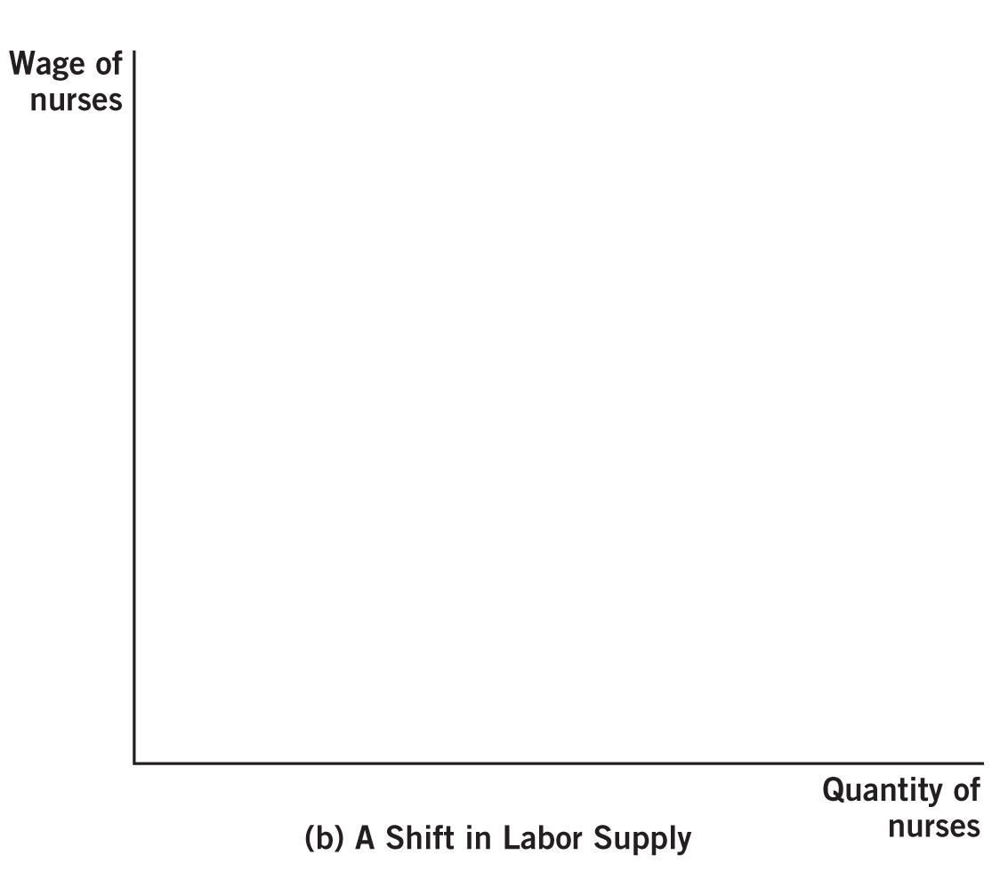 Wage of
nurses
Quantity of
nurses
(b) A Shift in Labor Supply